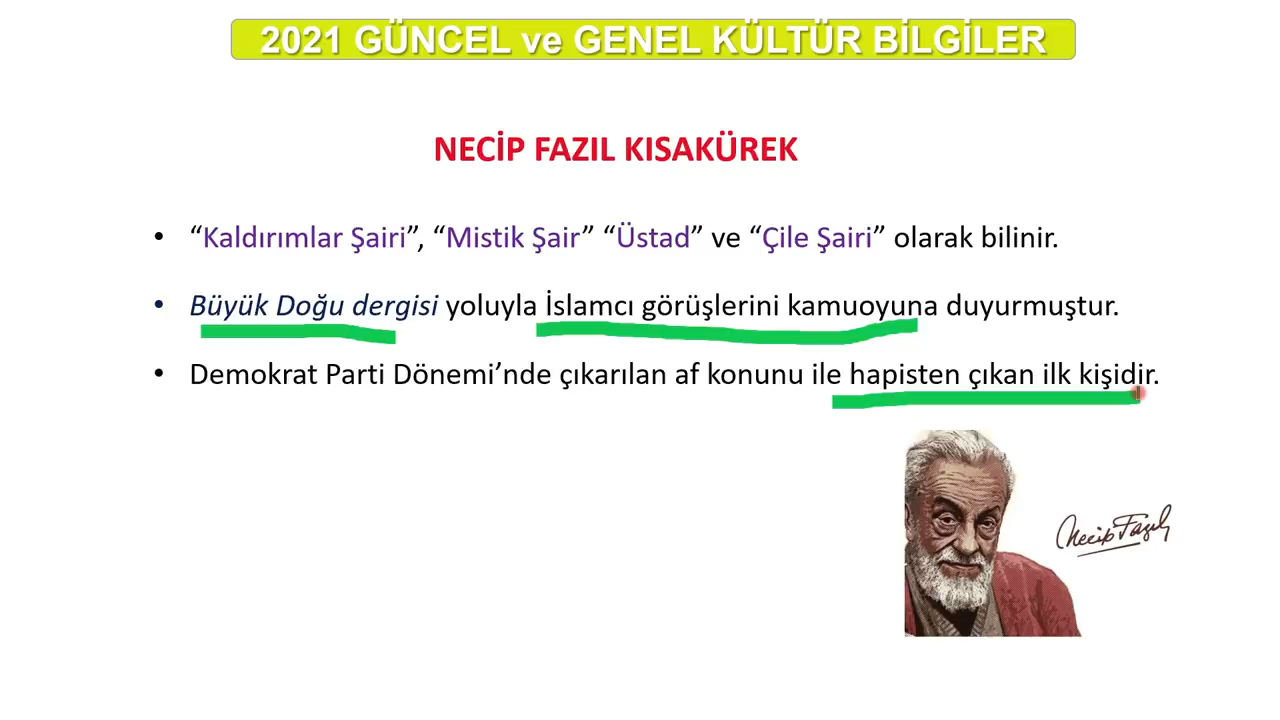 2021 GÜNCEL ve GENEL KÜLTÜR BİLGİLER
NECİP FAZIL KISAKÜREK
• “Kaldırımlar Şairi”, “Mistik Şair” “Üstad” ve “Çile Şairi” olarak bilinir.
• Büyük Doğu dergisi yoluyla İslamcı görüşlerini kamuoyuna duyurmuştur.
• Demokrat Parti Dönemi’nde çıkarılan af konunu ile hapisten çıkan ilk kişidir.
Necip Fazıl